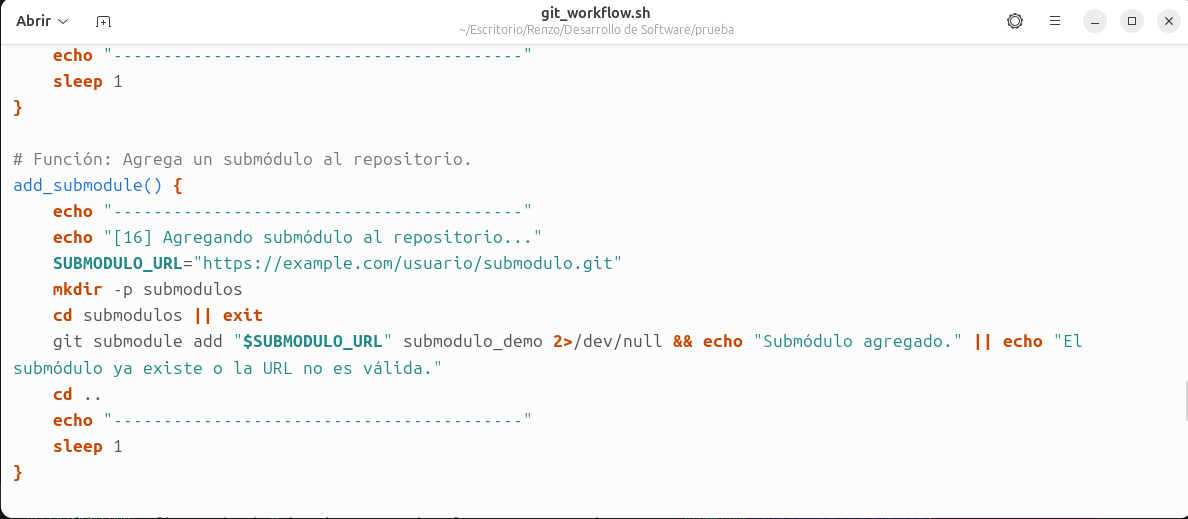 Abrir
git_workflow.sh
~/Escritorio/Renzo/Desarrollo de Software/prueba
    echo "-----------------------------------------"
    sleep 1
}
# Función: Agrega un submódulo al repositorio.
add_submodule() {
    echo "-----------------------------------------"
    echo "[16] Agregando submódulo al repositorio..."
    SUBMODULO_URL="https://example.com/usuario/submodulo.git"
    mkdir -p submodulos
    cd submodulos || exit
    git submodule add "$SUBMODULO_URL" submodulo_demo 2>/dev/null && echo "Submódulo agregado." || echo "El
submódulo ya existe o la URL no es válida."
    cd ..
    echo "-----------------------------------------"
    sleep 1
}